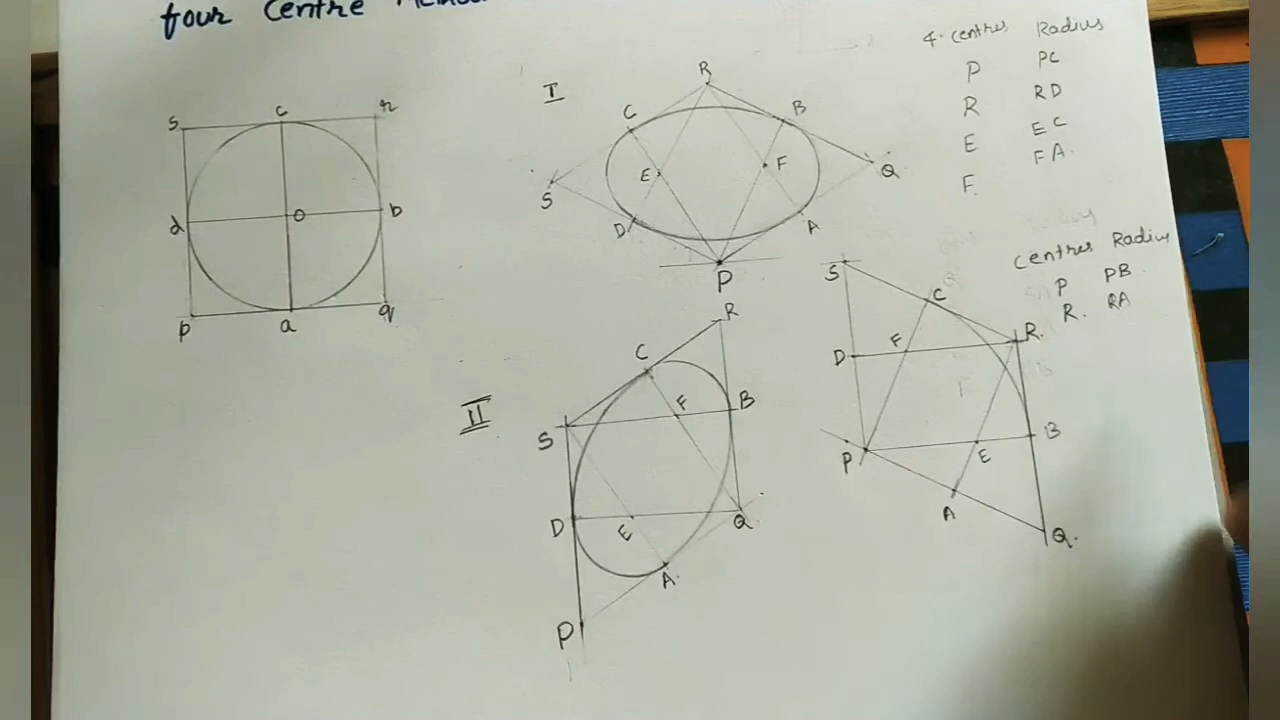 four Centre
4. centres Radius
P PC
R RD
E EC
F. FA.
I
R
C B
E F Q
S
D A
P
s c r
d o b
p a q
Centres Radius
P PB
R. RA
S
C
F R.
D
P E B
A
Q.
II
R
C
F B
S
D E Q.
A.
P